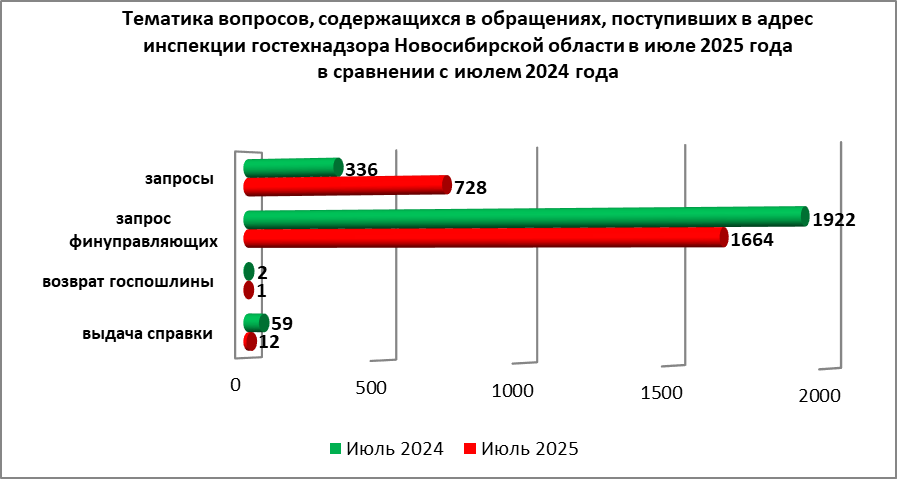 Тематика вопросов, содержащихся в обращениях, поступивших в адрес
инспекции гостехнадзора Новосибирской области в июле 2025 года
в сравнении с июлем 2024 года
запросы
336
728
запрос
финуправляющих
1922
1664
возврат госпошлины
2
1
выдача справки
59
12
0
500
1000
1500
2000
Июль 2024
Июль 2025